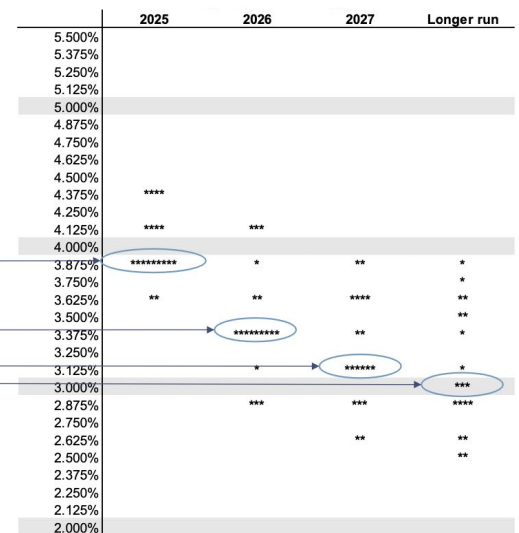 2025 2026 2027 Longer run
5.500%
5.375%
5.250%
5.125%
5.000%
4.875%
4.750%
4.625%
4.500%
4.375% ****
4.250%
4.125% **** ***
4.000%
3.875% ********* * ** *
3.750% *
3.625% ** ** **** **
3.500% **
3.375% ********* ** *
3.250%
3.125% * ****** *
3.000% ***
2.875% *** *** ****
2.750%
2.625% ** **
2.500% **
2.375%
2.250%
2.125%
2.000%